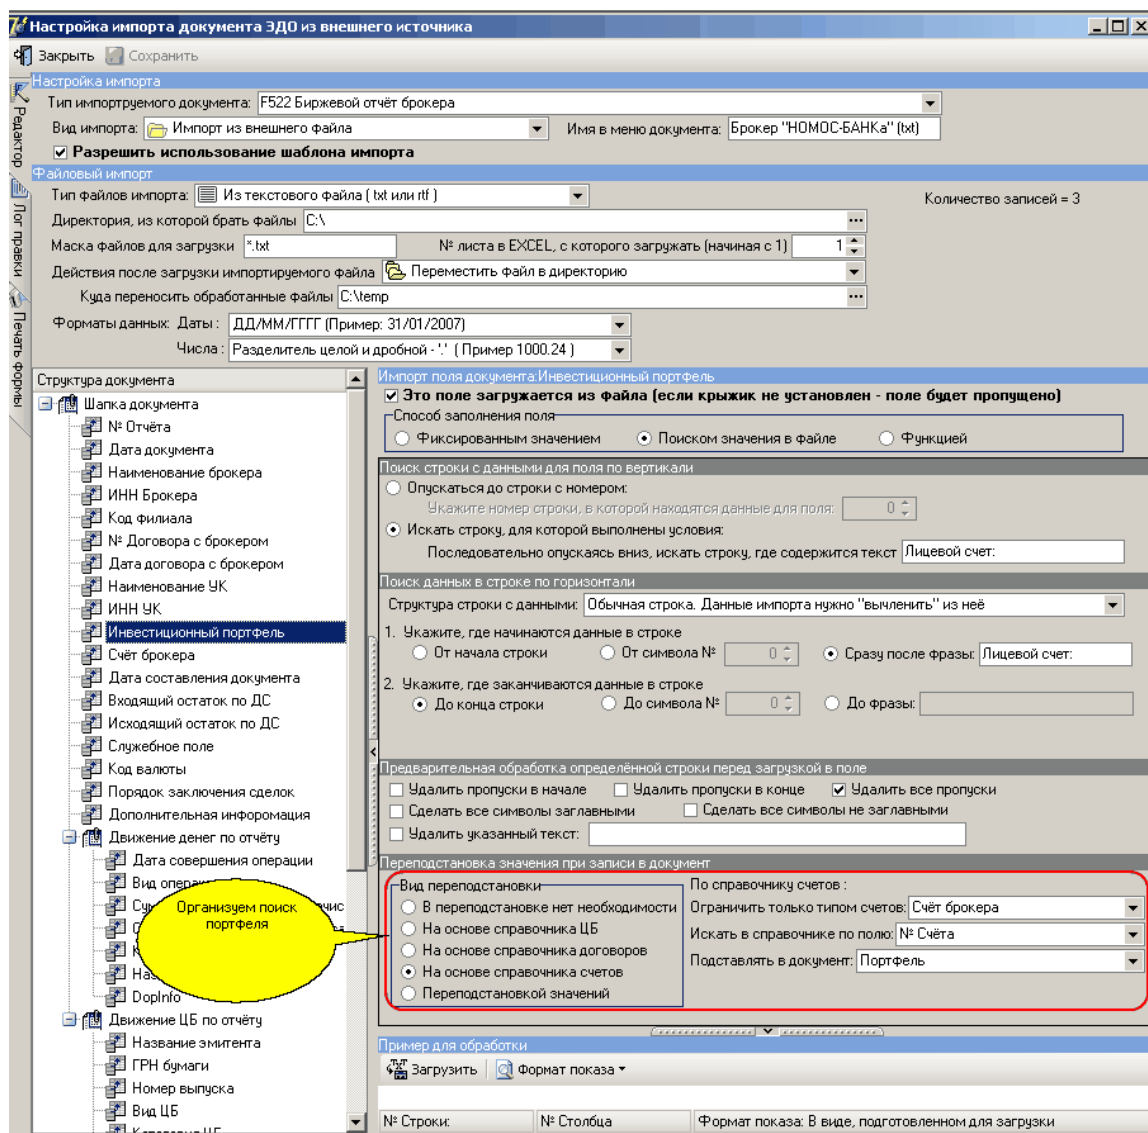 Настройка импорта документа ЭДО из внешнего источника
Закрыть Сохранить
Настройка импорта
Тип импортруемого документа: F522 Биржевой отчёт брокера
Вид импорта: Импорт из внешнего файла Имя в меню документа: Брокер "НОМОС-БАНКа" (txt)
Разрешить использование шаблона импорта
Файловый импорт
Тип файлов импорта: Из текстового файла ( txt или rtf ) Количество записей = 3
Директория, из которой брать файлы C:\ ...
Маска файлов для загрузки *.txt № листа в EXCEL, с которого загружать (начиная с 1) 1
Действия после загрузки импортируемого файла Переместить файл в директорию
Куда переносить обработанные файлы C:\temp ...
Форматы данных: Даты : ДД/ММ/ГГГГ (Пример: 31/01/2007)
Числа : Разделитель целой и дробной - '.' ( Пример 1000.24 )
Редактор
Лог правки
Печать формы
Структура документа
Шапка документа
№ Отчёта
Дата документа
Наименование брокера
ИНН Брокера
Код филиала
№ Договора с брокером
Дата договора с брокером
Наименование УК
ИНН УК
Инвестиционный портфель
Счёт брокера
Дата составления документа
Входящий остаток по ДС
Исходящий остаток по ДС
Служебное поле
Код валюты
Порядок заключения сделок
Дополнительная информация
Движение денег по отчёту
Дата совершения операции
Вид опера
Организуем поиск
портфеля
DopInfo
Движение ЦБ по отчёту
Название эмитента
ГРН бумаги
Номер выпуска
Вид ЦБ
Импорт поля документа:Инвестиционный портфель
Это поле загружается из файла (если крыжик не установлен - поле будет пропущено)
Способ заполнения поля
Фиксированным значением Поиском значения в файле Функцией
Поиск строки с данными для поля по вертикали
Опускаться до строки с номером:
Укажите номер строки, в которой находятся данные для поля: 0
Искать строку, для которой выполнены условия:
Последовательно опускаясь вниз, искать строку, где содержится текст Лицевой счет:
Поиск данных в строке по горизонтали
Структура строки с данными: Обычная строка. Данные импорта нужно "вычленить" из неё
1. Укажите, где начинаются данные в строке
От начала строки От символа № 0 Сразу после фразы: Лицевой счет:
2. Укажите, где заканчиваются данные в строке
До конца строки До символа № 0 До фразы:
Предварительная обработка определённой строки перед загрузкой в поле
Удалить пропуски в начале Удалить пропуски в конце Удалить все пропуски
Сделать все символы заглавными Сделать все символы не заглавными
Удалить указанный текст:
Переподстановка значения при записи в документ
Вид переподстановки
В переподстановке нет необходимости
На основе справочника ЦБ
На основе справочника договоров
На основе справочника счетов
Переподстановкой значений
По справочнику счетов :
Ограничить только типом счетов: Счёт брокера
Искать в справочнике по полю: № Счёта
Подставлять в документ: Портфель
Пример для обработки
Загрузить Формат показа
№ Строки: № Столбца Формат показа: В виде, подготовленном для загрузки